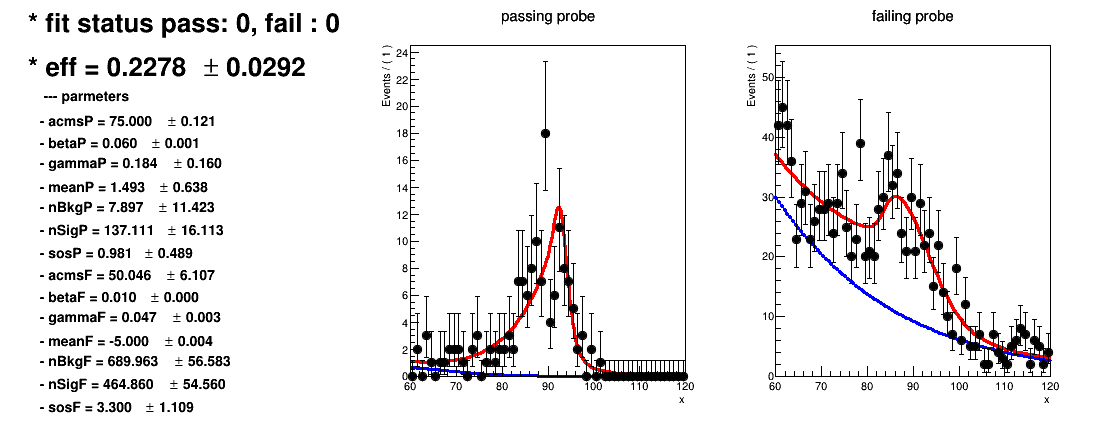 * fit status pass: 0, fail : 0
* eff = 0.2278 ± 0.0292
--- parmeters
- acmsP = 75.000 ± 0.121
- betaP = 0.060 ± 0.001
- gammaP = 0.184 ± 0.160
- meanP = 1.493 ± 0.638
- nBkgP = 7.897 ± 11.423
- nSigP = 137.111 ± 16.113
- sosP = 0.981 ± 0.489
- acmsF = 50.046 ± 6.107
- betaF = 0.010 ± 0.000
- gammaF = 0.047 ± 0.003
- meanF = -5.000 ± 0.004
- nBkgF = 689.963 ± 56.583
- nSigF = 464.860 ± 54.560
- sosF = 3.300 ± 1.109
passing probe
Events / ( 1 )
24
22
20
18
16
14
12
10
8
6
4
2
0
60 70 80 90 100 110 120
x
failing probe
Events / ( 1 )
50
40
30
20
10
0
60 70 80 90 100 110 120
x